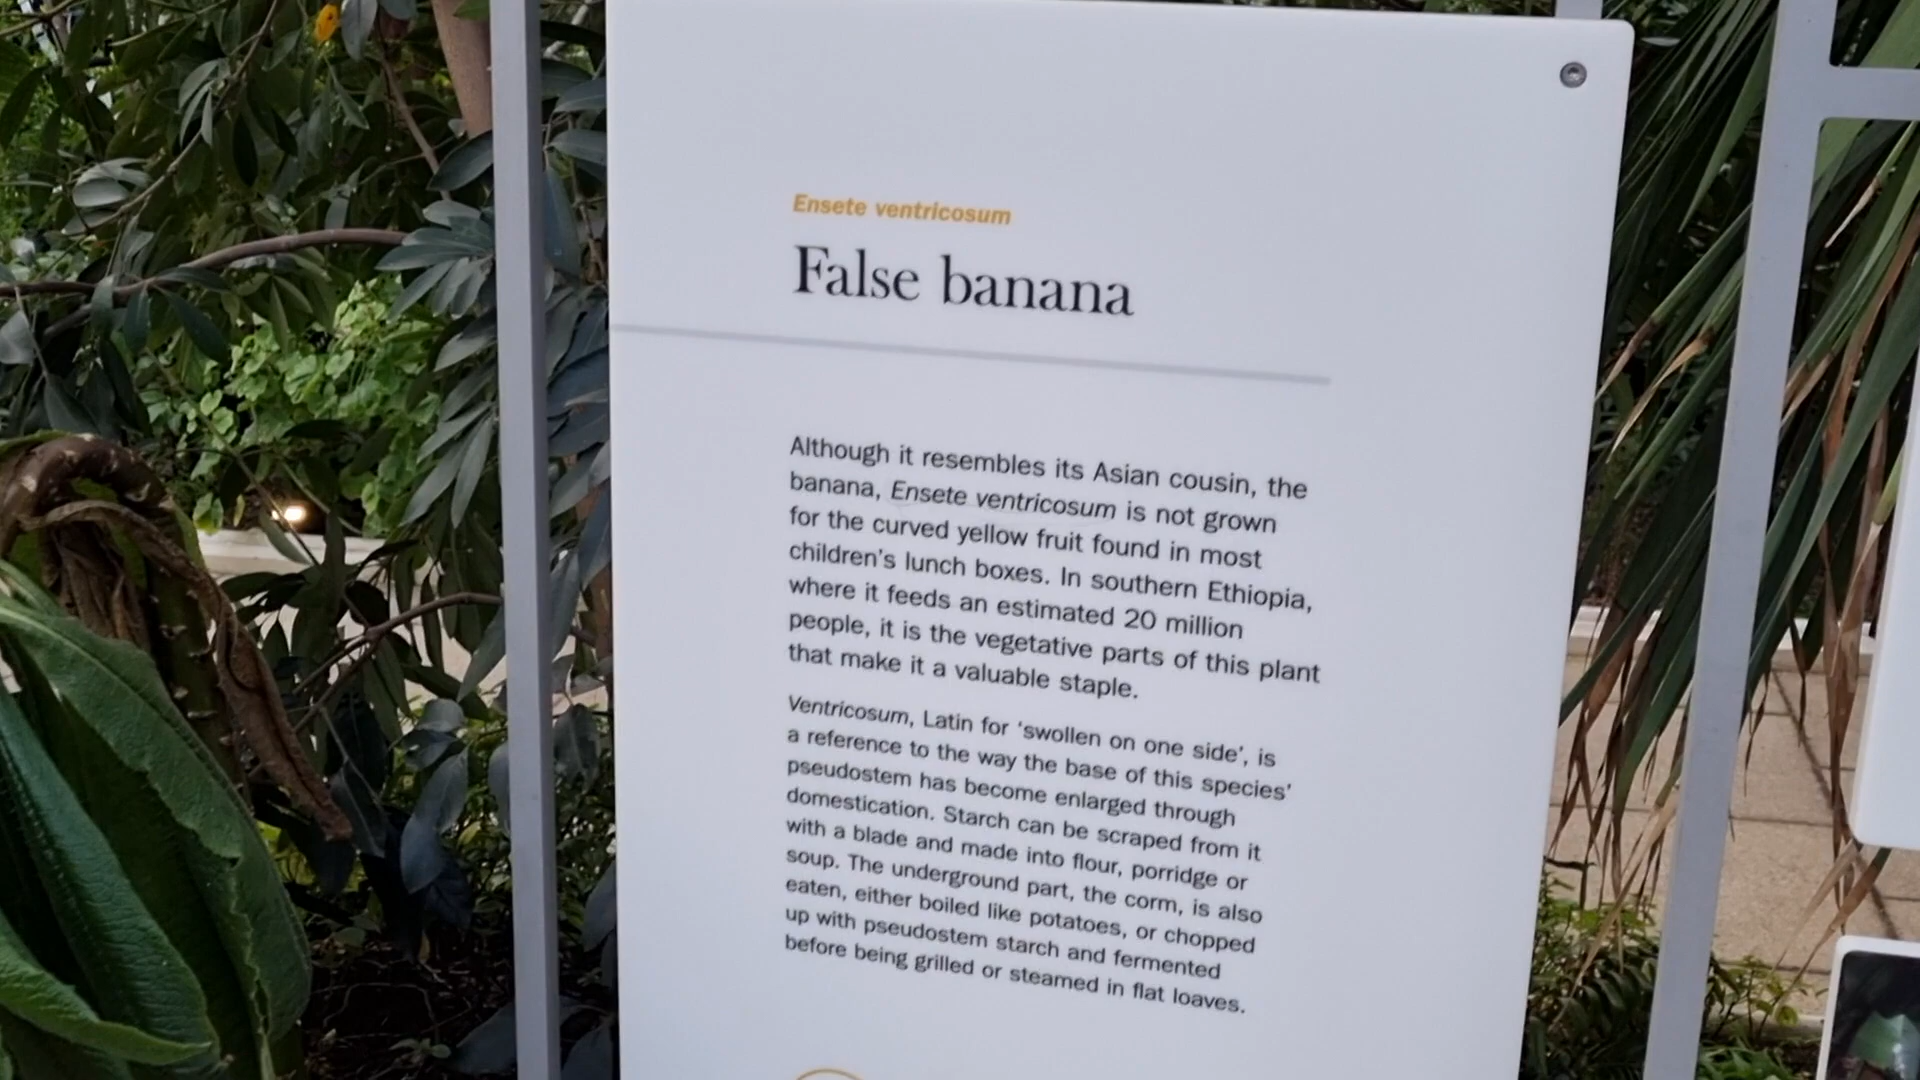 Ensete ventricosum
False banana
Although it resembles its Asian cousin, the
banana, Ensete ventricosum is not grown
for the curved yellow fruit found in most
children's lunch boxes. In southern Ethiopia,
where it feeds an estimated 20 million
people, it is the vegetative parts of this plant
that make it a valuable staple.
Ventricosum, Latin for 'swollen on one side', is
a reference to the way the base of this species'
pseudostem has become enlarged through
domestication. Starch can be scraped from it
with a blade and made into flour, porridge or
soup. The underground part, the corm, is also
eaten, either boiled like potatoes, or chopped
up with pseudostem starch and fermented
before being grilled or steamed in flat loaves.